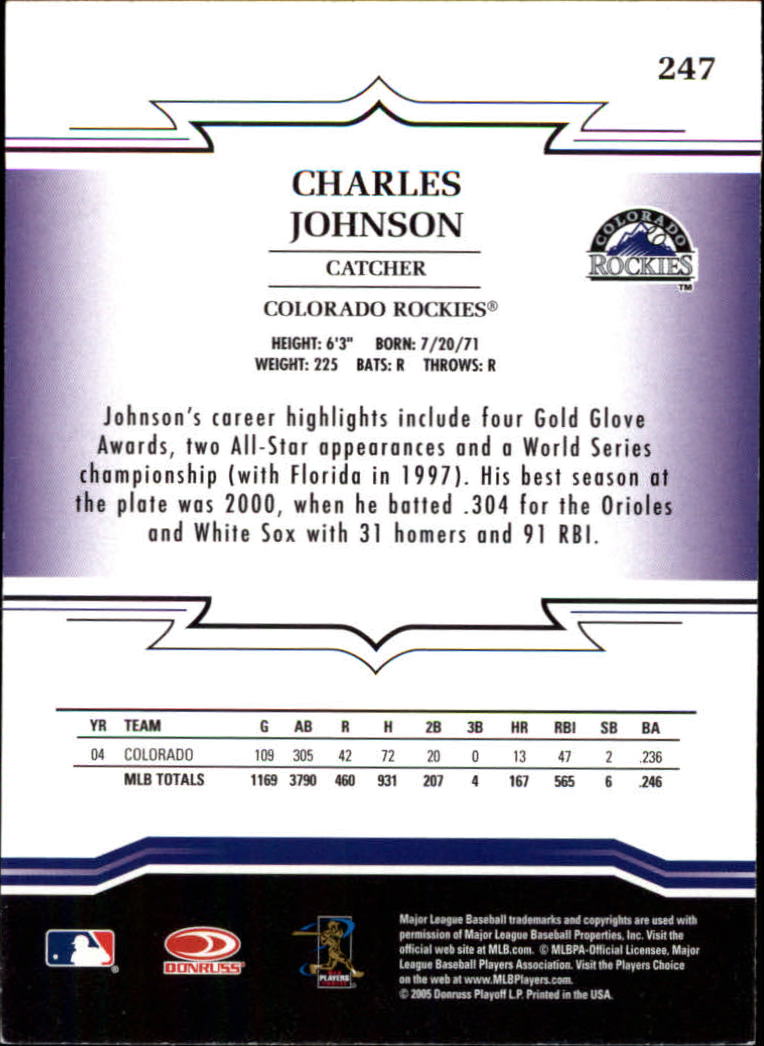 247
CHARLES
JOHNSON
CATCHER
COLORADO ROCKIES®
COLORADO
ROCKIES
TM
HEIGHT: 6'3" BORN: 7/20/71
WEIGHT: 225 BATS: R THROWS: R
Johnson's career highlights include four Gold Glove
Awards, two All-Star appearances and a World Series
championship (with Florida in 1997). His best season at
the plate was 2000, when he batted .304 for the Orioles
and White Sox with 31 homers and 91 RBI.
YR TEAM G AB R H 2B 3B HR RBI SB BA
04 COLORADO 109 305 42 72 20 0 13 47 2 .236
MLB TOTALS 1169 3790 460 931 207 4 167 565 6 .246
Major League Baseball trademarks and copyrights are used with
permission of Major League Baseball Properties, Inc. Visit the
official web site at MLB.com. © MLBPA-Official Licensee, Major
League Baseball Players Association. Visit the Players Choice
on the web at www.MLBPlayers.com.
© 2005 Donruss Playoff L.P. Printed in the USA.
®
DONRUSS®
PLAYERS